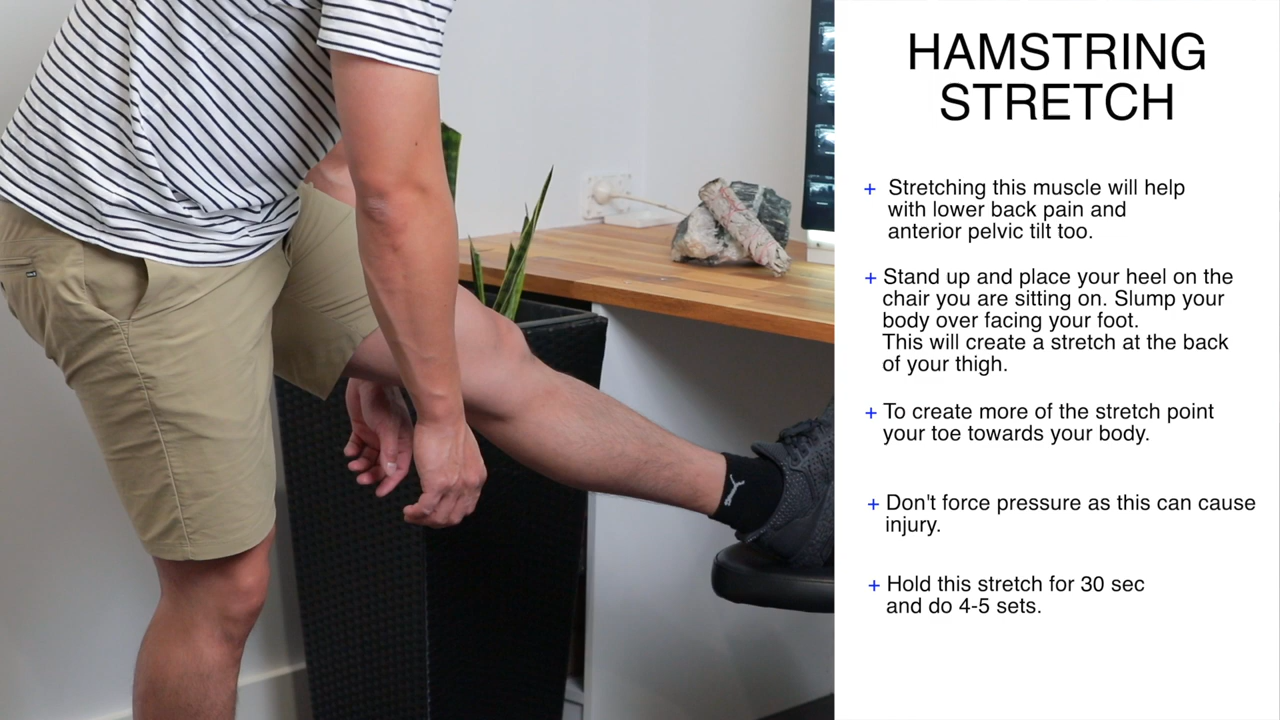 HAMSTRING
STRETCH
+ Stretching this muscle will help
with lower back pain and
anterior pelvic tilt too.
+ Stand up and place your heel on the
chair you are sitting on. Slump your
body over facing your foot.
This will create a stretch at the back
of your thigh.
+ To create more of the stretch point
your toe towards your body.
+ Don't force pressure as this can cause
injury.
+ Hold this stretch for 30 sec
and do 4-5 sets.